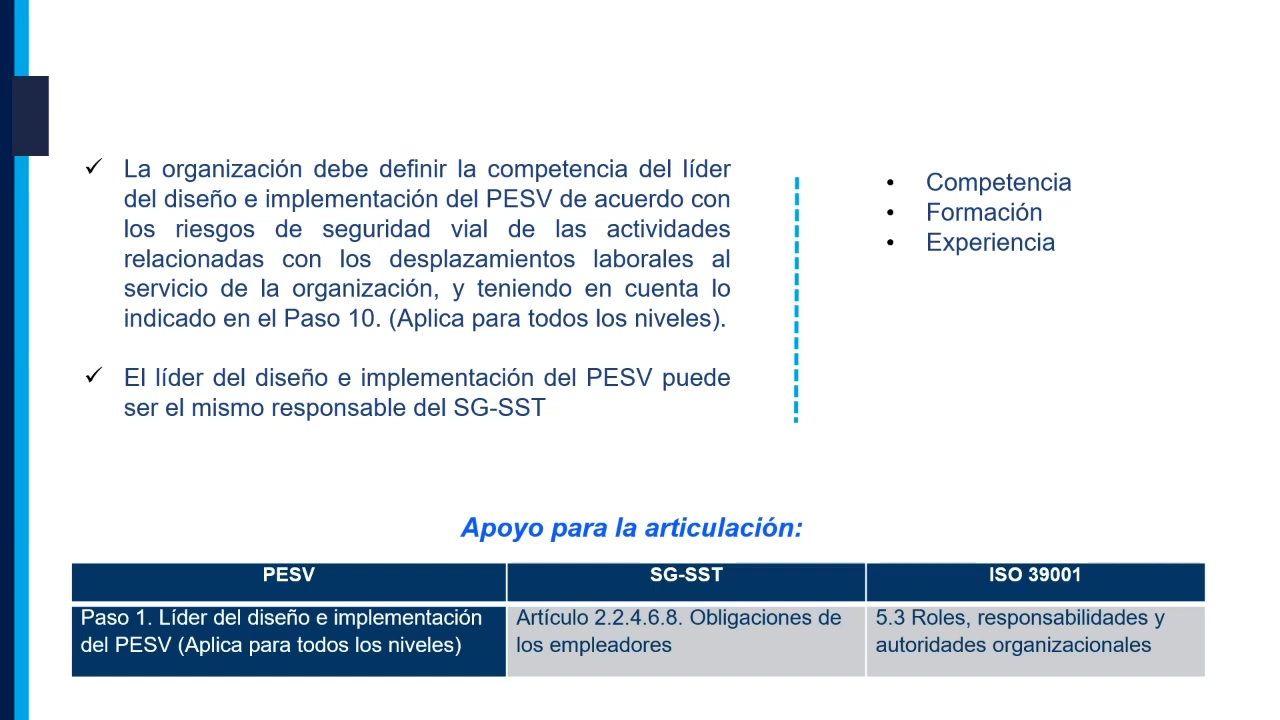 ✓ La organización debe definir la competencia del líder
del diseño e implementación del PESV de acuerdo con
los riesgos de seguridad vial de las actividades
relacionadas con los desplazamientos laborales al
servicio de la organización, y teniendo en cuenta lo
indicado en el Paso 10. (Aplica para todos los niveles).
✓ El líder del diseño e implementación del PESV puede
ser el mismo responsable del SG-SST
• Competencia
• Formación
• Experiencia
Apoyo para la articulación:
PESV
SG-SST
ISO 39001
Paso 1. Líder del diseño e implementación
del PESV (Aplica para todos los niveles)
Artículo 2.2.4.6.8. Obligaciones de
los empleadores
5.3 Roles, responsabilidades y
autoridades organizacionales